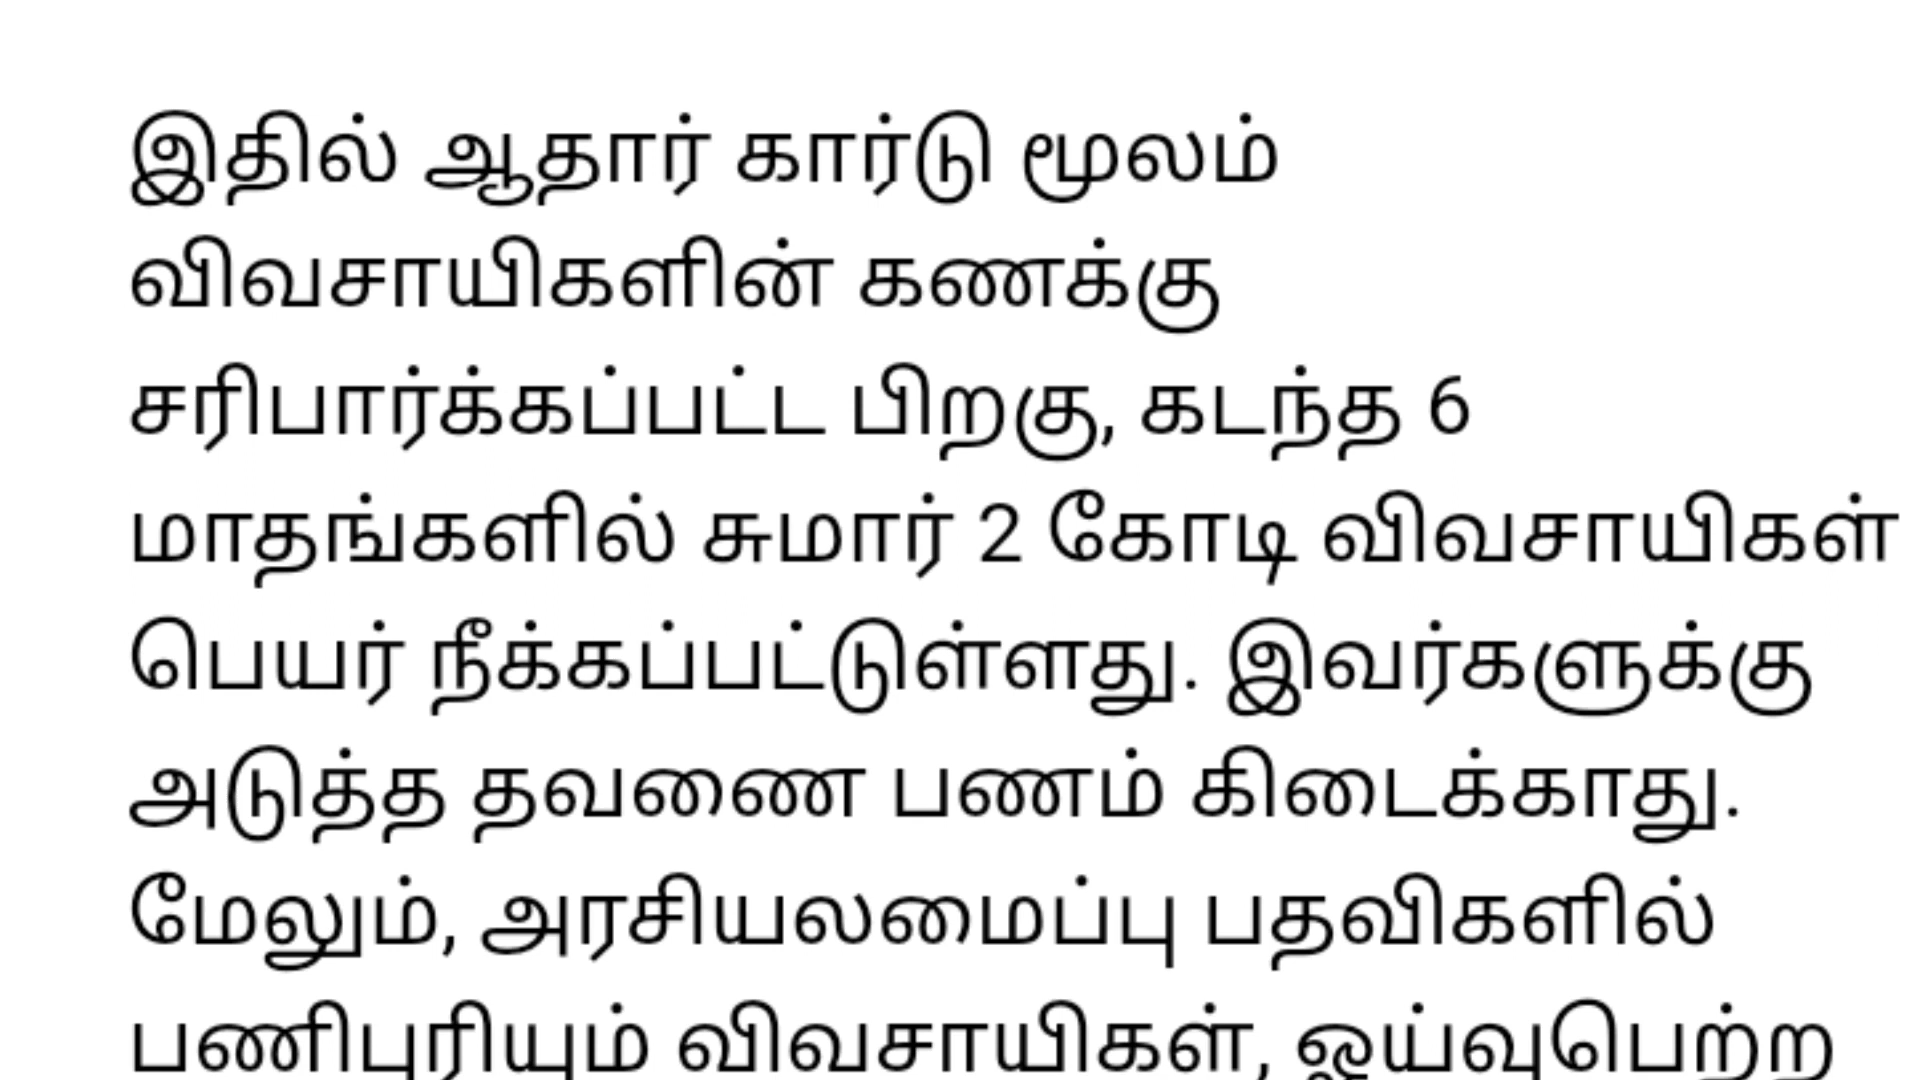 இதில் ஆதார் கார்டு மூலம்
விவசாயிகளின் கணக்கு
சரிபார்க்கப்பட்ட பிறகு, கடந்த 6
மாதங்களில் சுமார் 2 கோடி விவசாயிகள்
பெயர் நீக்கப்பட்டுள்ளது. இவர்களுக்கு
அடுத்த தவணை பணம் கிடைக்காது.
மேலும், அரசியலமைப்பு பதவிகளில்
பணிபுரியும் விவசாயிகள், ஓய்வுபெற்ற